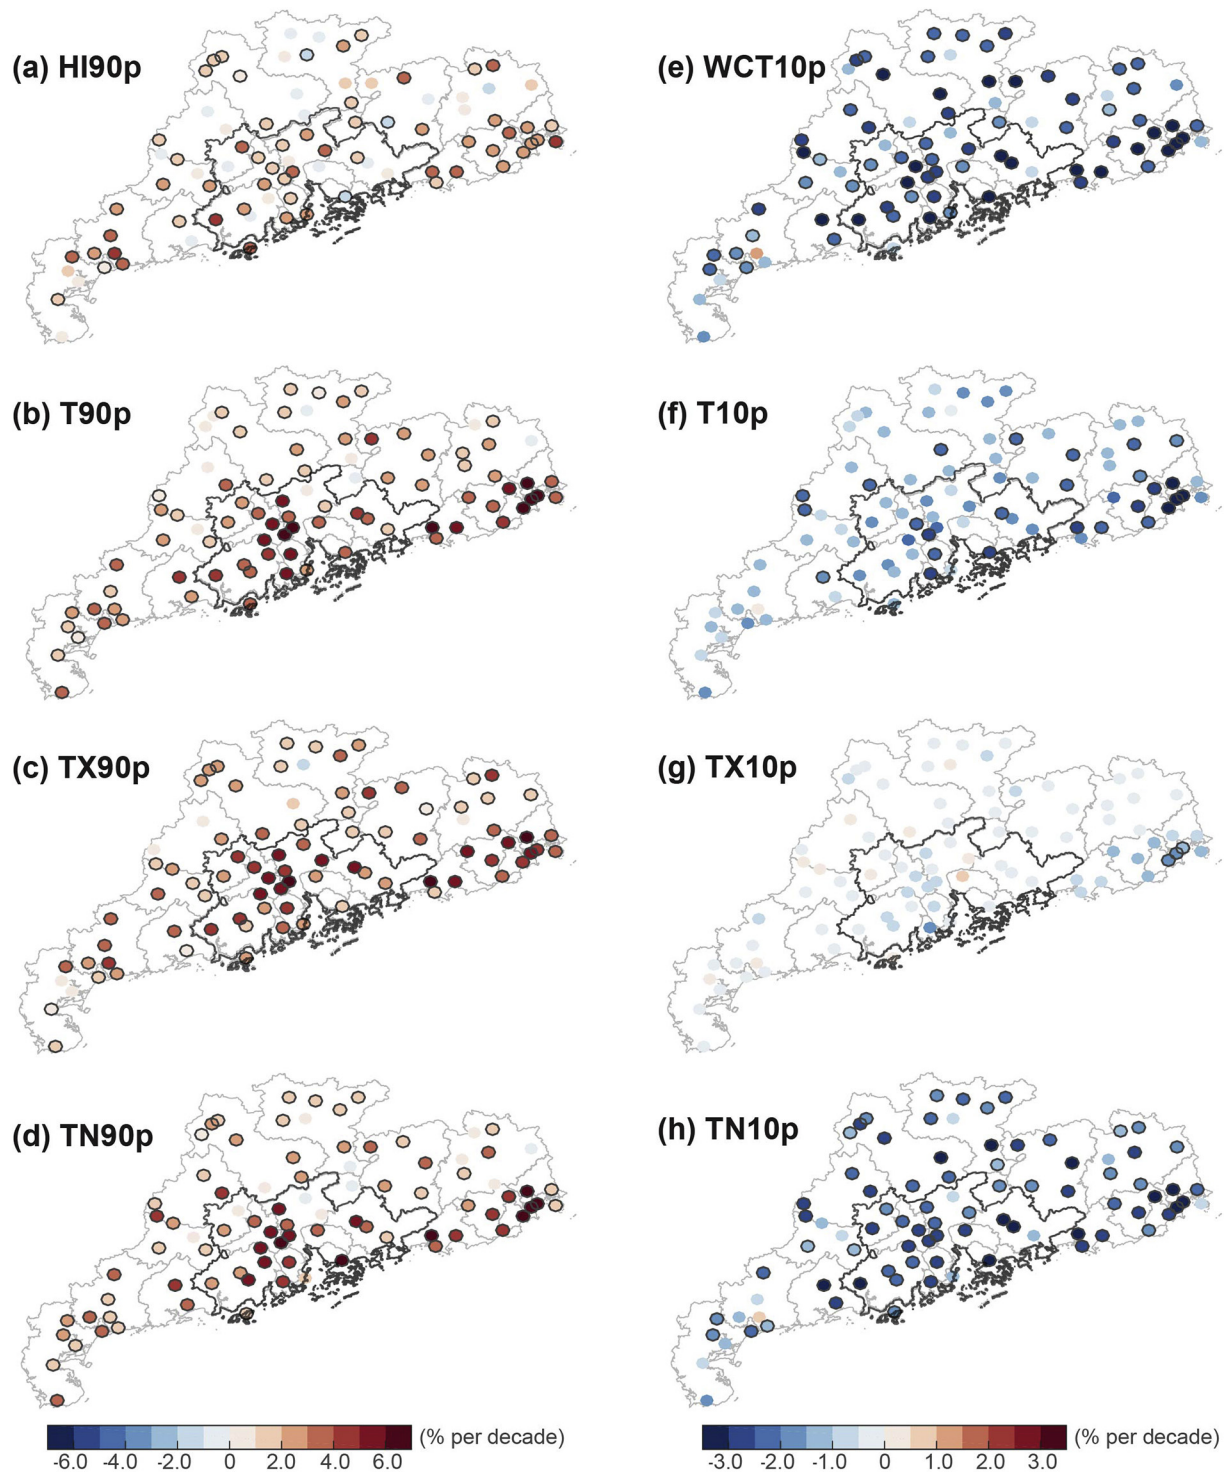 (a) HI90p
(e) WCT10p
(b) T90p
(f) T10p
(c) TX90p
(g) TX10p
(d) TN90p
(h) TN10p
(% per decade)
-6.0 -4.0 -2.0 0 2.0 4.0 6.0
(% per decade)
-3.0 -2.0 -1.0 0 1.0 2.0 3.0